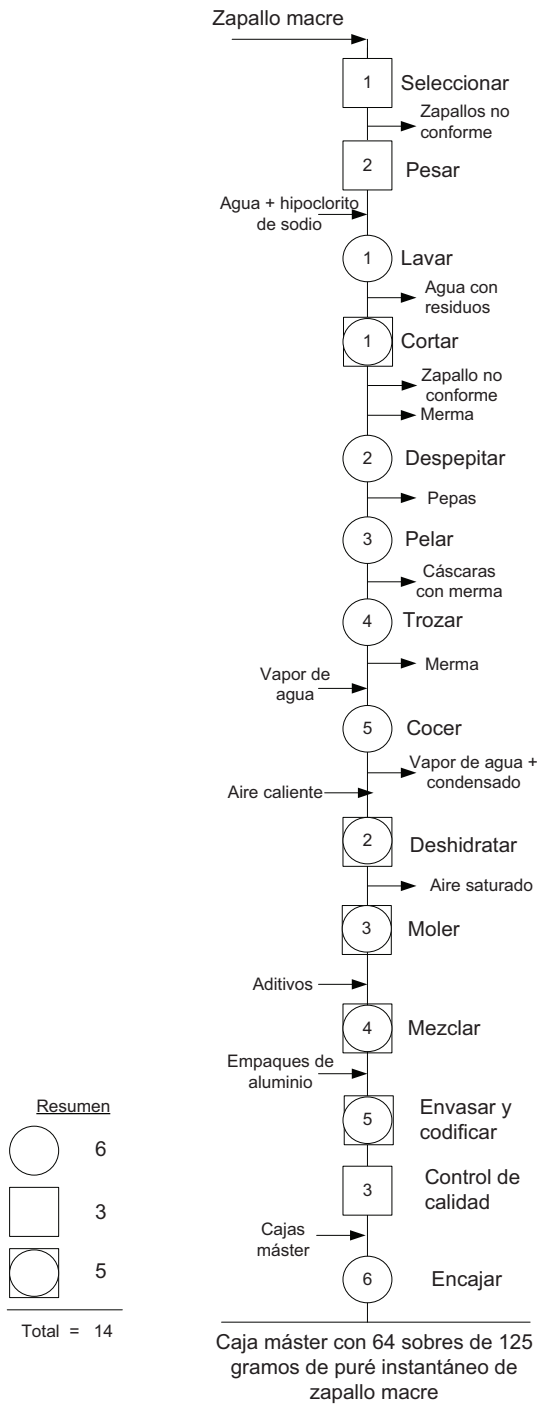 Zapallo macre
1
Seleccionar
Zapallos no
conforme
2
Pesar
Agua + hipoclorito
de sodio
1
Lavar
Agua con
residuos
1
Cortar
Zapallo no
conforme
Merma
2
Despepitar
Pepas
3
Pelar
Cáscaras
con merma
4
Trozar
Merma
Vapor de
agua
5
Cocer
Vapor de agua +
condensado
Aire caliente
2
Deshidratar
Aire saturado
3
Moler
Aditivos
4
Mezclar
Empaques de
aluminio
5
Envasar y
codificar
3
Control de
calidad
Cajas
máster
6
Encajar
Caja máster con 64 sobres de 125
gramos de puré instantáneo de
zapallo macre
Resumen
6
3
5
Total = 14